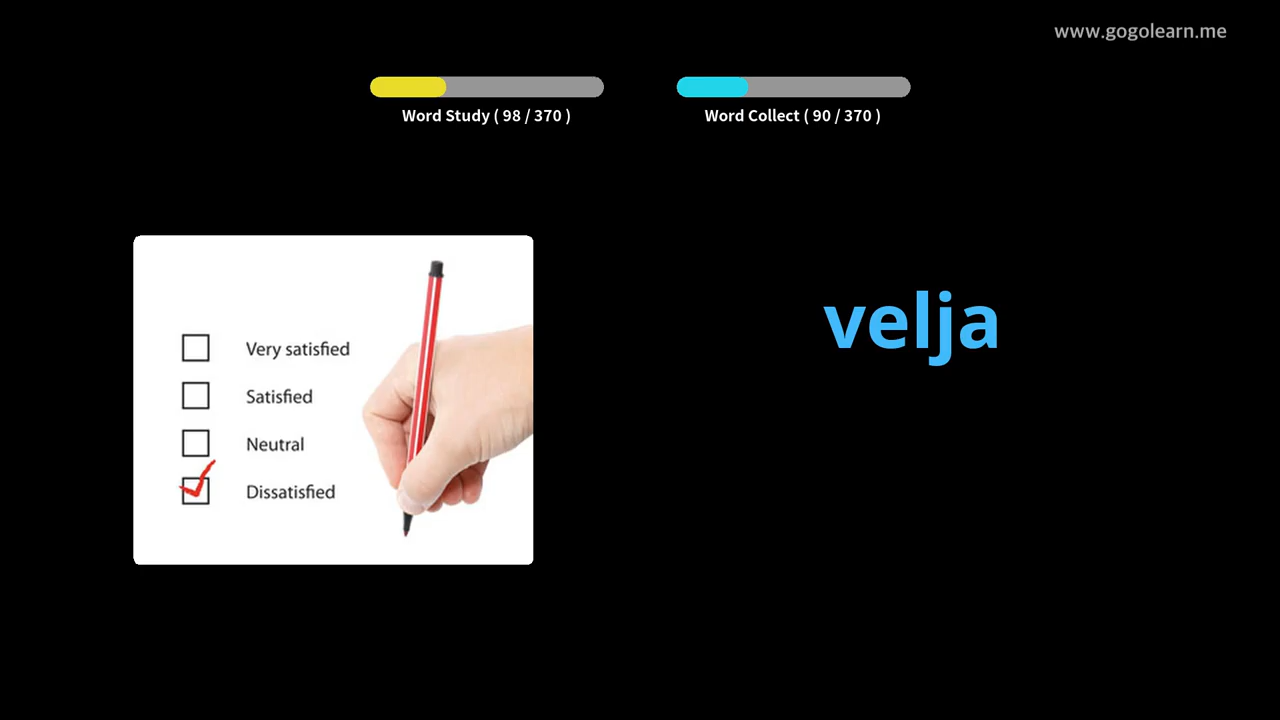 www.gogolearn.me
Word Study ( 98 / 370 )
Word Collect ( 90 / 370 )
Very satisfied
Satisfied
Neutral
Dissatisfied
velja